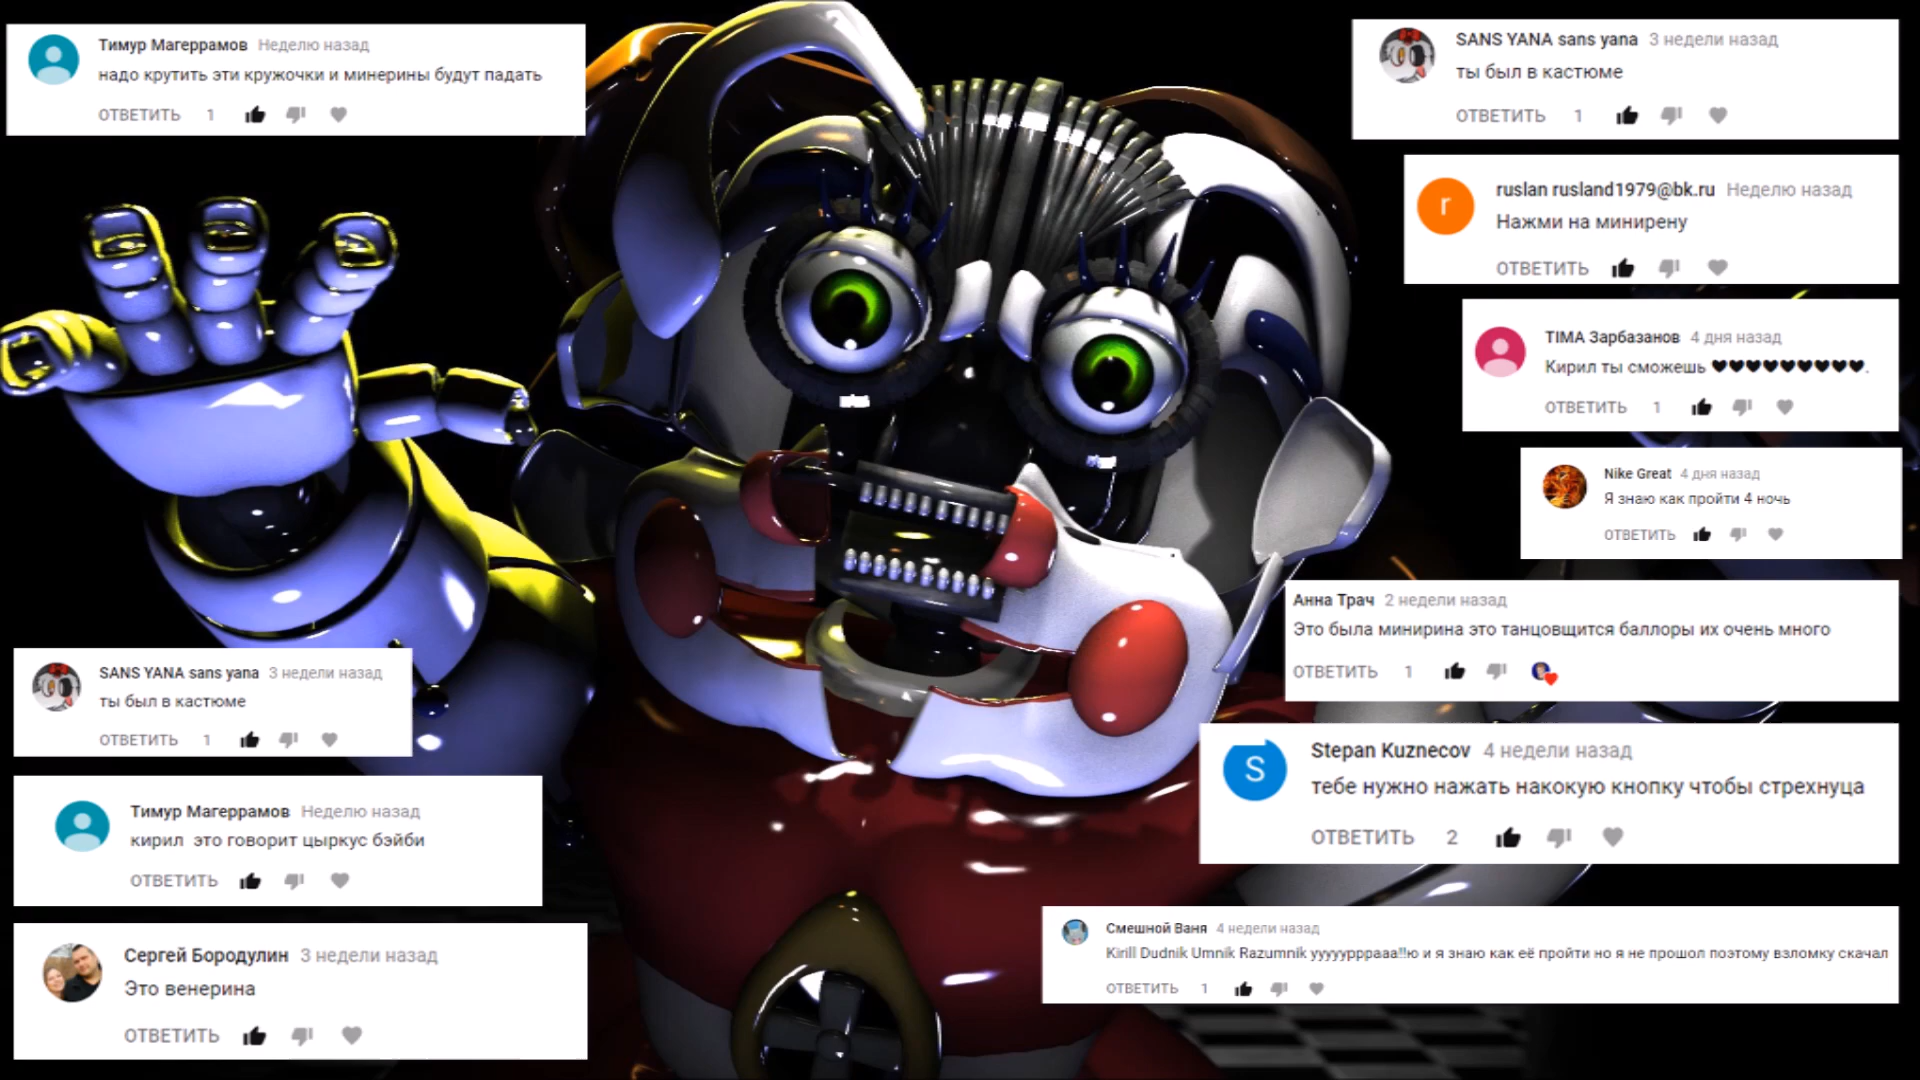 Тимур Магеррамов Неделю назад
надо крутить эти кружочки и минерины будут падать
ОТВЕТИТЬ 1
SANS YANA sans yana 3 недели назад
ты был в кастюме
ОТВЕТИТЬ 1
r
ruslan rusland1979@bk.ru Неделю назад
Нажми на минирену
ОТВЕТИТЬ
TIMA Зарбазанов 4 дня назад
Кирил ты сможешь ♥♥♥♥♥♥♥♥♥.
ОТВЕТИТЬ 1
Nike Great 4 дня назад
Я знаю как пройти 4 ночь
ОТВЕТИТЬ
Анна Трач 2 недели назад
Это была минирина это танцовщится баллоры их очень много
ОТВЕТИТЬ 1
SANS YANA sans yana 3 недели назад
ты был в кастюме
ОТВЕТИТЬ 1
S
Stepan Kuznecov 4 недели назад
тебе нужно нажать накокую кнопку чтобы стрехнуца
ОТВЕТИТЬ 2
Тимур Магеррамов Неделю назад
кирил это говорит цыркус бэйби
ОТВЕТИТЬ
Смешной Ваня 4 недели назад
Kirill Dudnik Umnik Razumnik ууууурррааа!!ю и я знаю как её пройти но я не прошол поэтому взломку скачал
ОТВЕТИТЬ 1
Сергей Бородулин 3 недели назад
Это венерина
ОТВЕТИТЬ